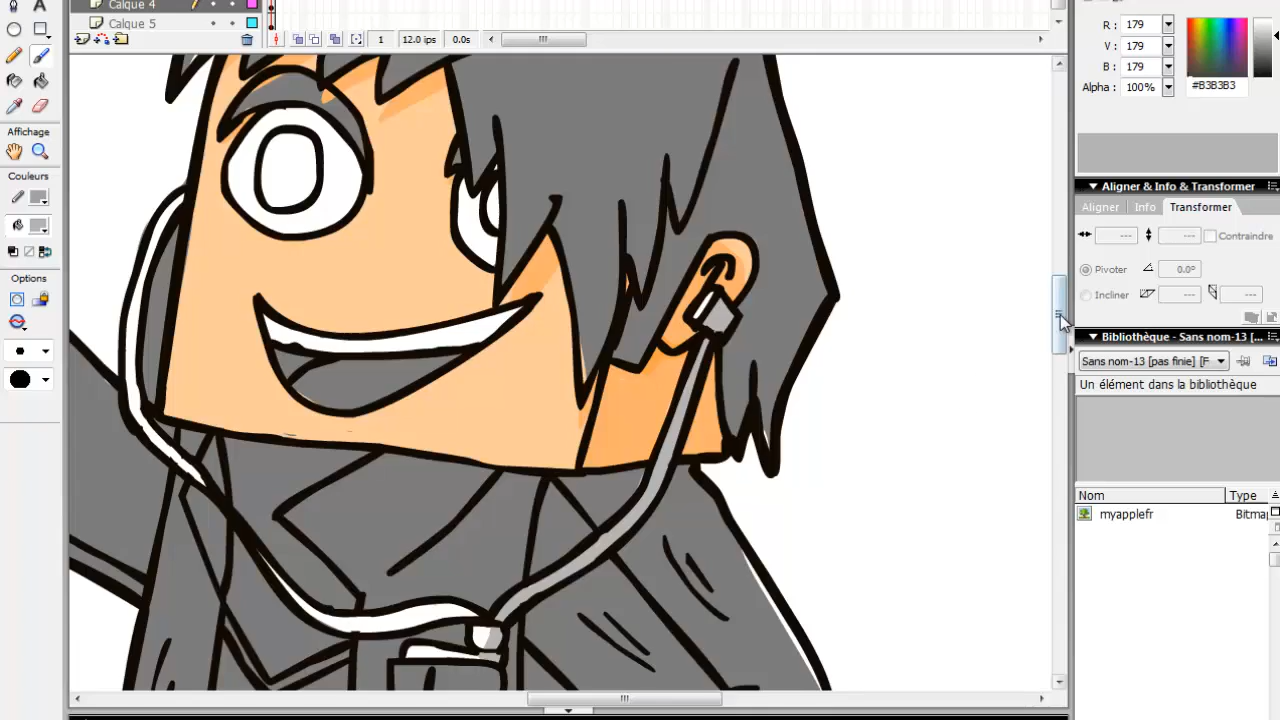 Calque 4
Calque 5
1 12.0 ips 0.0s
Affichage
Couleurs
Options
R : 179
V : 179
B : 179
Alpha : 100%
#B3B3B3
Aligner & Info & Transformer
Aligner Info Transformer
--- --- Contraindre
Pivoter 0.0°
Incliner --- ---
Bibliothèque - Sans nom-13 [...
Sans nom-13 [pas finie] [F
Un élément dans la bibliothèque
Nom Type
myapplefr Bitma